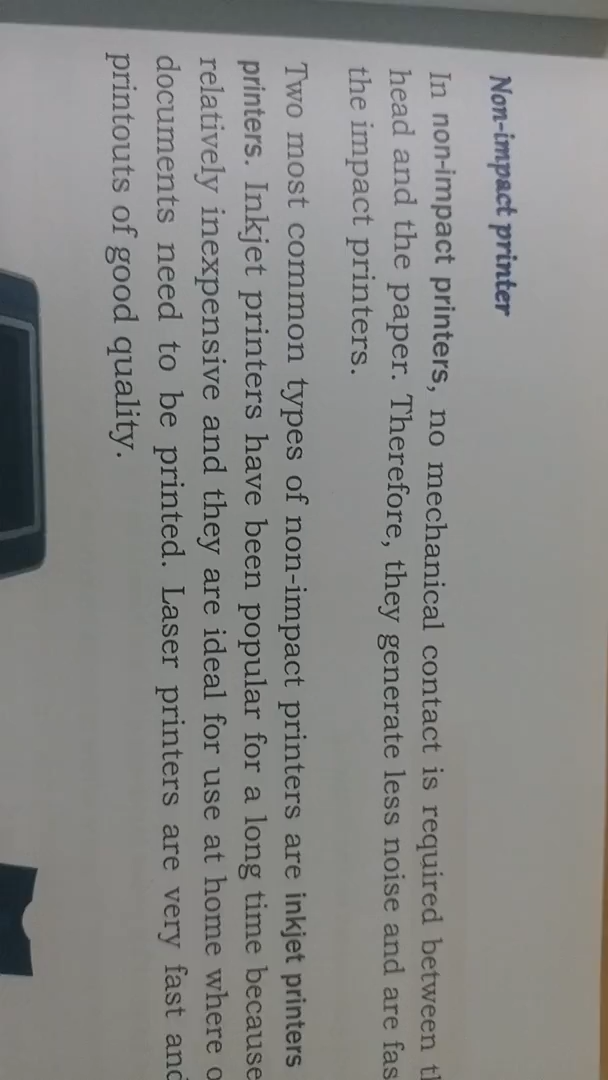 Non-impact printer
In non-impact printers, no mechanical contact is required between
head and the paper. Therefore, they generate less noise and are
the impact printers.
Two most common types of non-impact printers are inkjet printers
printers. Inkjet printers have been popular for a long time because
relatively inexpensive and they are ideal for use at home where
documents need to be printed. Laser printers are very fast and
printouts of good quality.